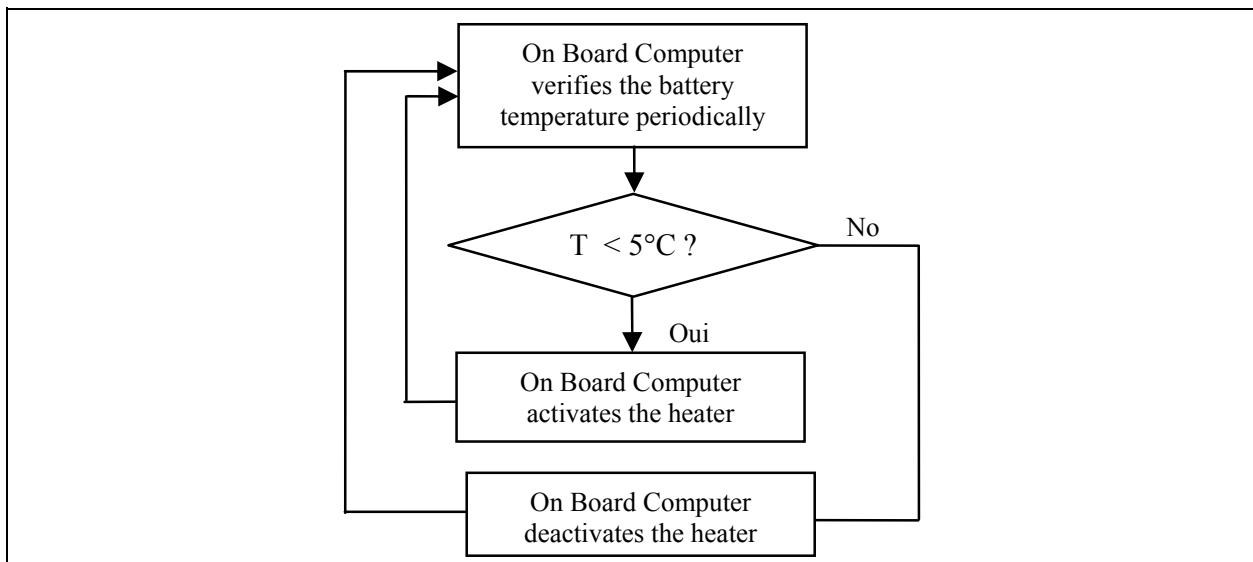 On Board Computer
verifies the battery
temperature periodically
T < 5°C ?
No
Oui
On Board Computer
activates the heater
On Board Computer
deactivates the heater